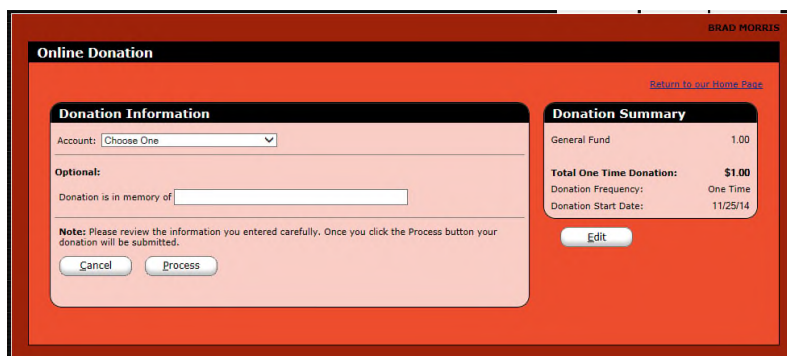 BRAD MORRIS
Online Donation
Return to our Home Page
Donation Information
Account: Choose One
Optional:
Donation is in memory of
Note: Please review the information you entered carefully. Once you click the Process button your
donation will be submitted.
Cancel Process
Donation Summary
General Fund 1.00
Total One Time Donation: $1.00
Donation Frequency: One Time
Donation Start Date: 11/25/14
Edit